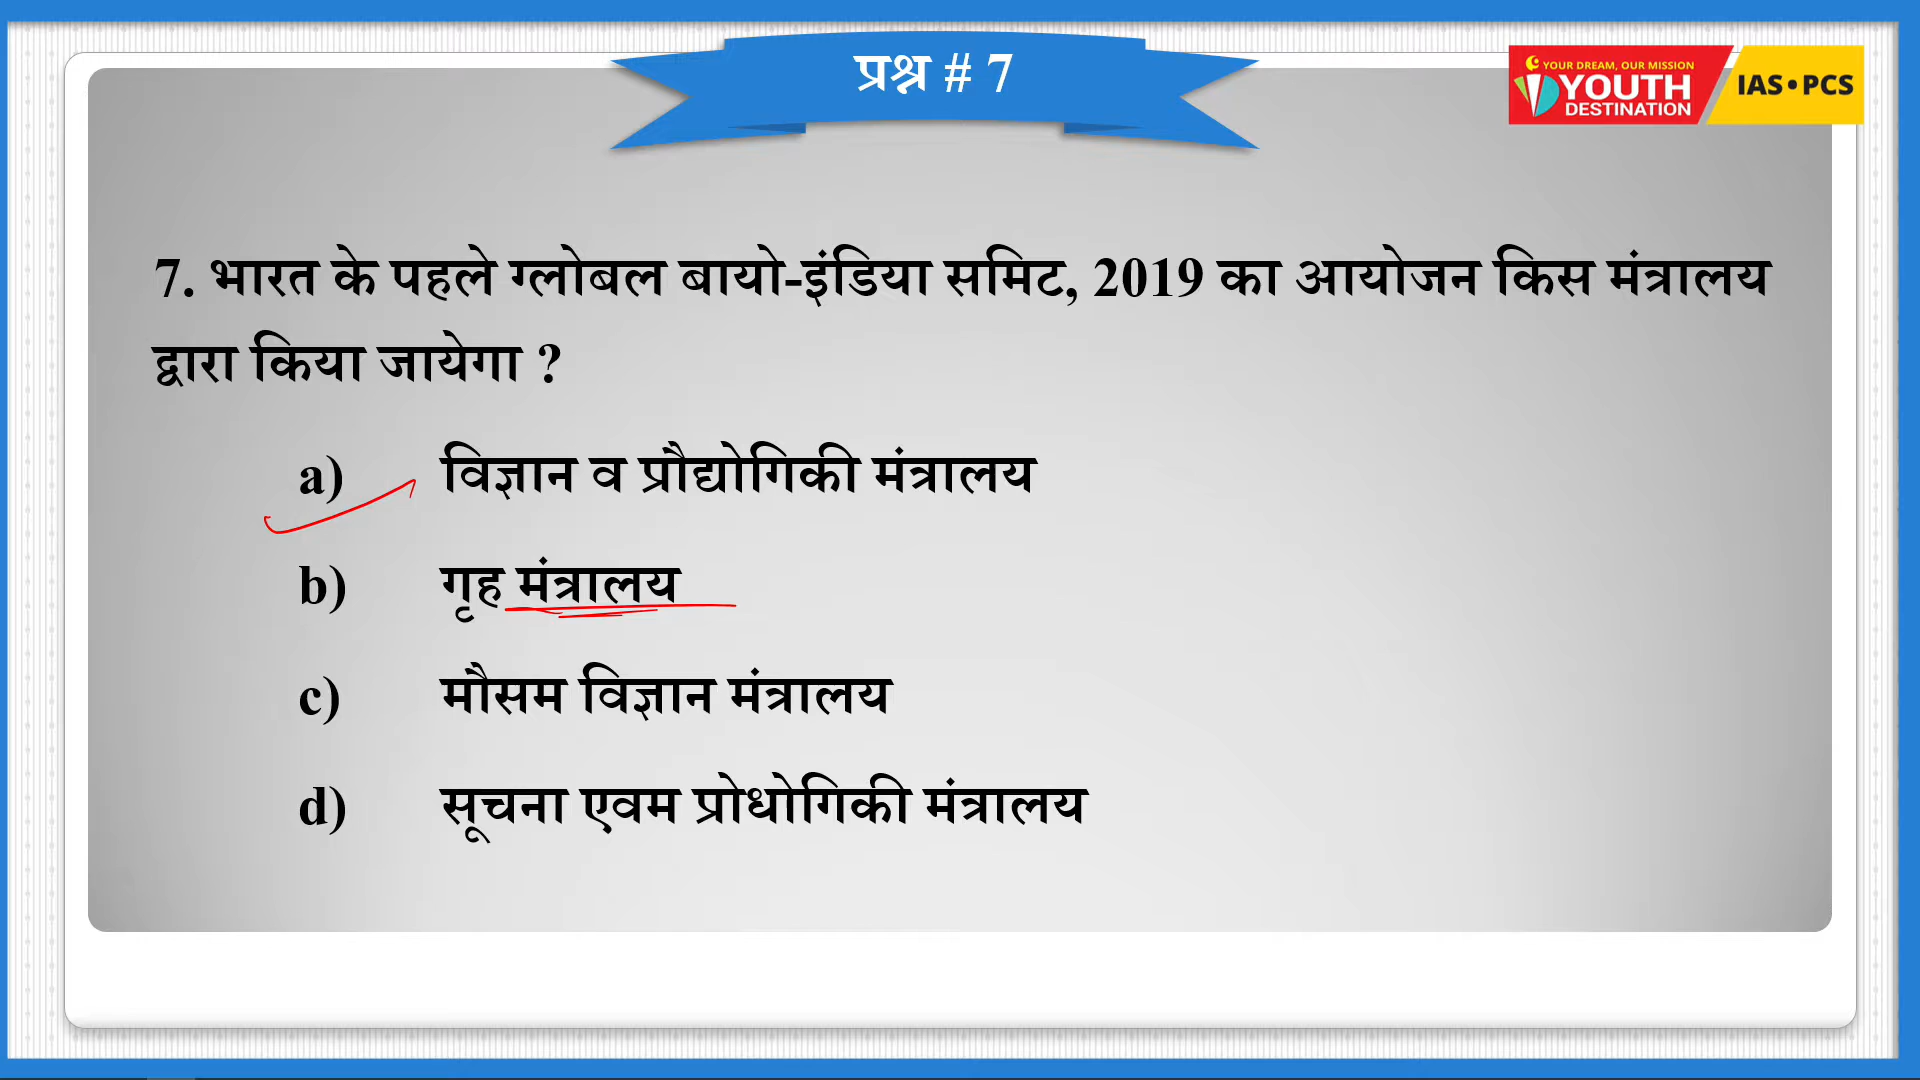 प्रश्न # 7
YOUR DREAM, OUR MISSION
YOUTH
DESTINATION
IAS•PCS
7. भारत के पहले ग्लोबल बायो-इंडिया समिट, 2019 का आयोजन किस मंत्रालय
द्वारा किया जायेगा ?
a) विज्ञान व प्रौद्योगिकी मंत्रालय
b) गृह मंत्रालय
c) मौसम विज्ञान मंत्रालय
d) सूचना एवम प्रोधोगिकी मंत्रालय